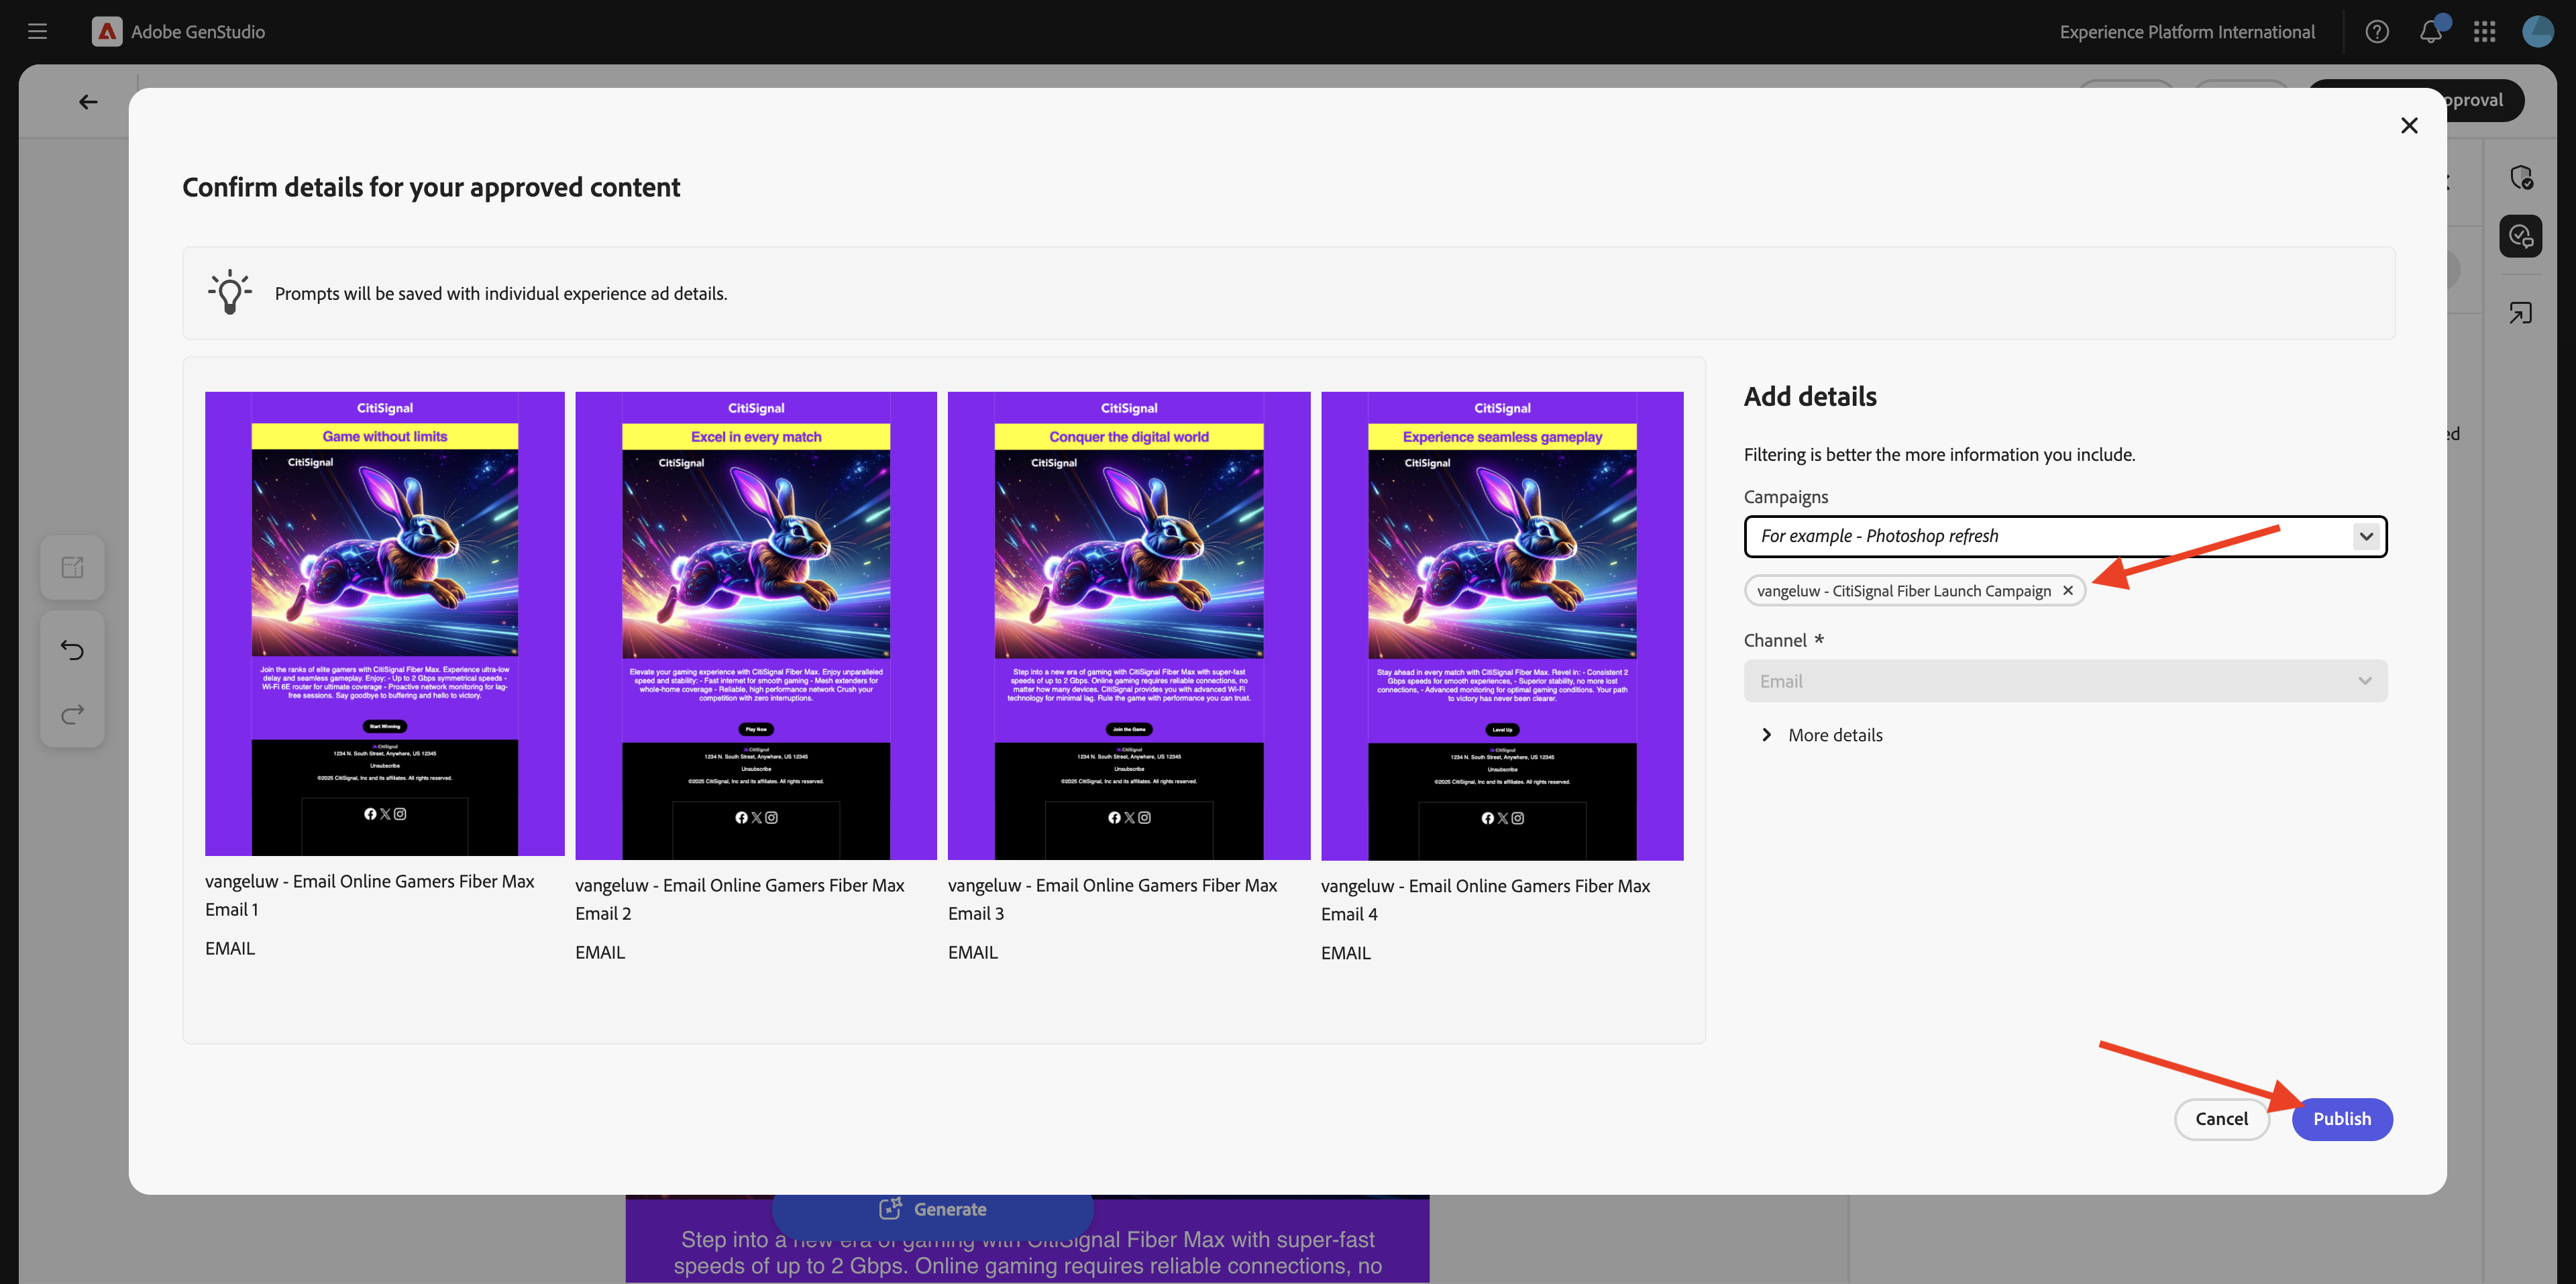 Adobe GenStudio
Experience Platform International
pproval
Confirm details for your approved content
Prompts will be saved with individual experience ad details.
CitiSignal
Game without limits
CitiSignal
Join the ranks of elite gamers with CitiSignal Fiber Max. Experience ultra-low
delay and seamless gameplay. Enjoy: - Up to 2 Gbps symmetrical speeds -
Wi-Fi 6E router for ultimate coverage - Proactive network monitoring for lag-
free sessions. Say goodbye to buffering and hello to victory.
Start Winning
CitiSignal
1234 N. South Street, Anywhere, US 12345
Unsubscribe
©2025 CitiSignal, Inc and its affiliates. All rights reserved.
vangeluw - Email Online Gamers Fiber Max
Email 1
EMAIL
CitiSignal
Excel in every match
CitiSignal
Elevate your gaming experience with CitiSignal Fiber Max. Enjoy unparalleled
speed and stability: - Fast internet for smooth gaming - Mesh extenders for
whole-home coverage - Reliable, high performance network Crush your
competition with zero interruptions.
Play Now
CitiSignal
1234 N. South Street, Anywhere, US 12345
Unsubscribe
©2025 CitiSignal, Inc and its affiliates. All rights reserved.
vangeluw - Email Online Gamers Fiber Max
Email 2
EMAIL
CitiSignal
Conquer the digital world
CitiSignal
Step into a new era of gaming with CitiSignal Fiber Max with super-fast
speeds of up to 2 Gbps. Online gaming requires reliable connections, no
matter how many devices. CitiSignal provides you with advanced Wi-Fi
technology for minimal lag. Rule the game with performance you can trust.
Join the Game
CitiSignal
1234 N. South Street, Anywhere, US 12345
Unsubscribe
©2025 CitiSignal, Inc and its affiliates. All rights reserved.
vangeluw - Email Online Gamers Fiber Max
Email 3
EMAIL
CitiSignal
Experience seamless gameplay
CitiSignal
Stay ahead in every match with CitiSignal Fiber Max. Revel in: - Consistent 2
Gbps speeds for smooth experiences, - Superior stability, no more lost
connections, - Advanced monitoring for optimal gaming conditions. Your path
to victory has never been clearer.
Level Up
CitiSignal
1234 N. South Street, Anywhere, US 12345
Unsubscribe
©2025 CitiSignal, Inc and its affiliates. All rights reserved.
vangeluw - Email Online Gamers Fiber Max
Email 4
EMAIL
Add details
Filtering is better the more information you include.
Campaigns
For example - Photoshop refresh
vangeluw - CitiSignal Fiber Launch Campaign
Channel *
Email
More details
ed
Cancel
Publish
Generate
Step into a new era of gaming with CitiSignal Fiber Max with super-fast
speeds of up to 2 Gbps. Online gaming requires reliable connections, no